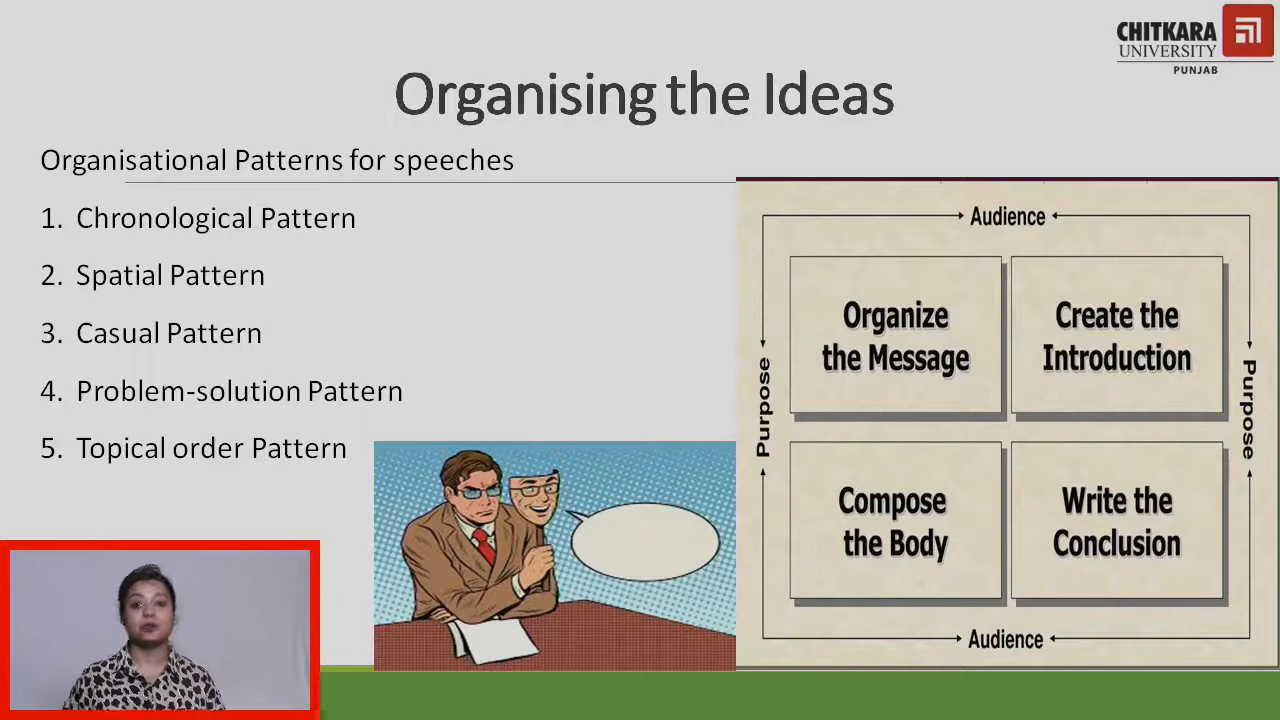 CHITKARA
UNIVERSITY
PUNJAB
Organising the Ideas
Organisational Patterns for speeches
1. Chronological Pattern
2. Spatial Pattern
3. Casual Pattern
4. Problem-solution Pattern
5. Topical order Pattern
Audience
Purpose
Organize
the Message
Create the
Introduction
Purpose
Compose
the Body
Write the
Conclusion
Audience